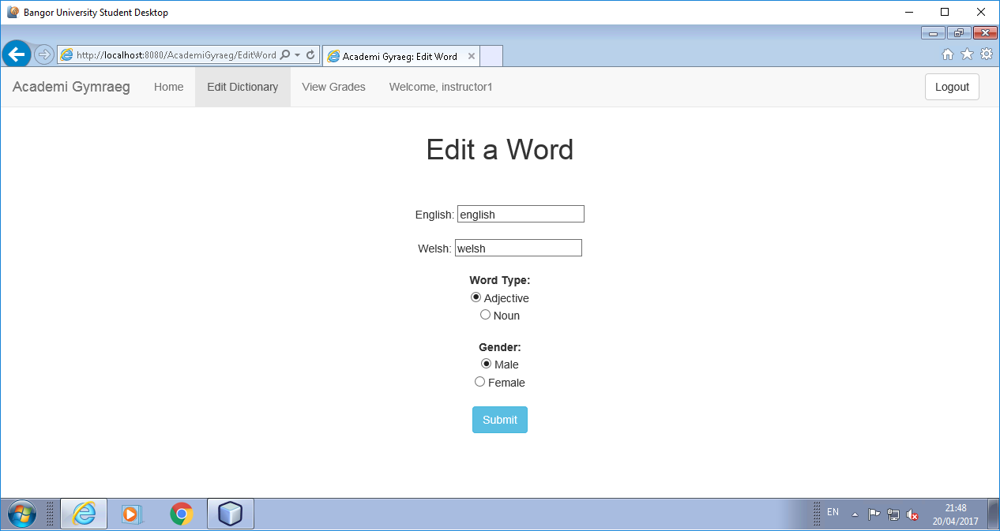 Bangor University Student Desktop
http://localhost:8080/AcademiGyraeg/EditWord
Academi Gyraeg: Edit Word
Academi Gymraeg Home Edit Dictionary View Grades Welcome, instructor1 Logout
Edit a Word
English: english
Welsh: welsh
Word Type:
Adjective
Noun
Gender:
Male
Female
Submit
EN
21:48
20/04/2017